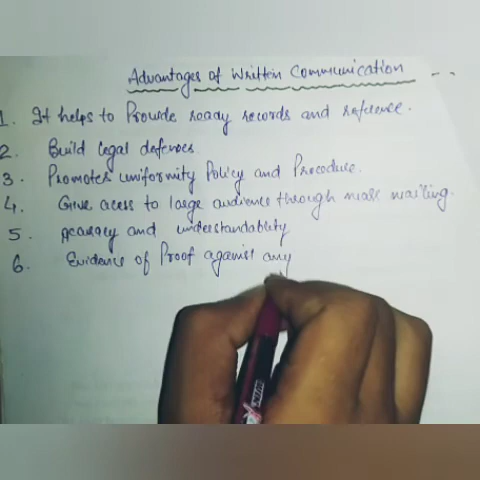 Advantages of Written Communication --
1. It helps to Provide ready records and reference.
2. Build legal defences.
3. Promotes uniformity Policy and Procedure.
4. Give acess to large audience through mass mailing.
5. Accuracy and understandability
6. Evidence of Proof against any